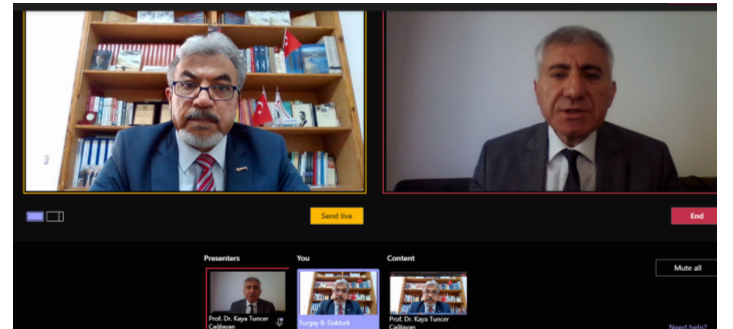 Send live
End
Presenters
You
Content
Mute all
Prof. Dr. Kaya Tuncer
Çağlayan
Turgay B. Göktürk
Prof. Dr. Kaya Tuncer
Çağlayan
Need help?